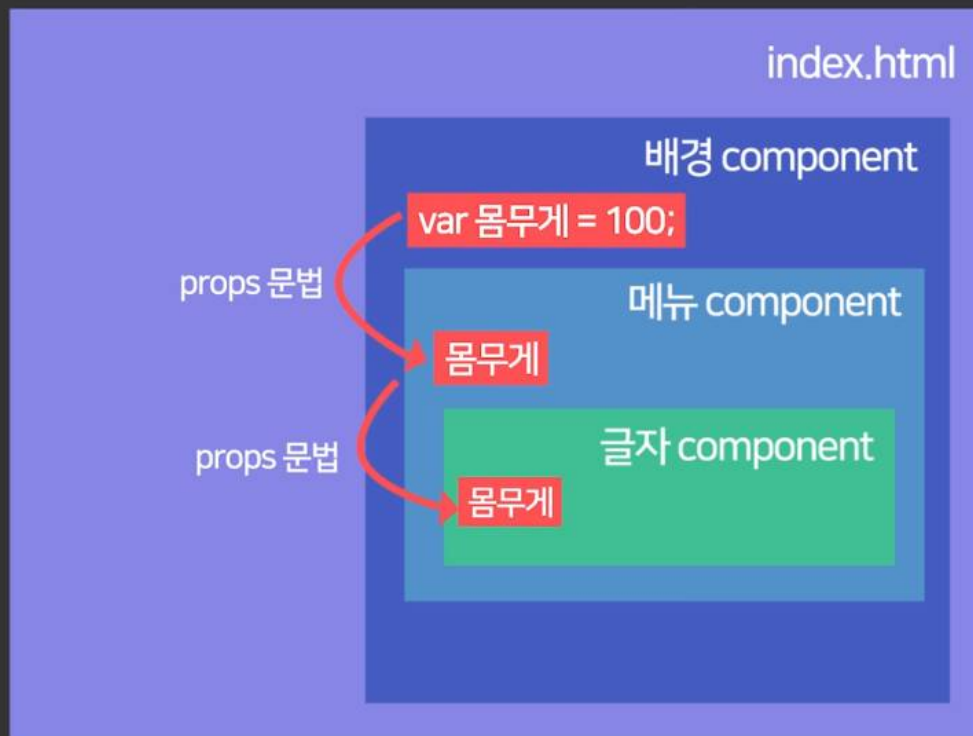 index.html
배경 component
var 몸무게 = 100;
props 문법
메뉴 component
몸무게
글자 component
props 문법
몸무게